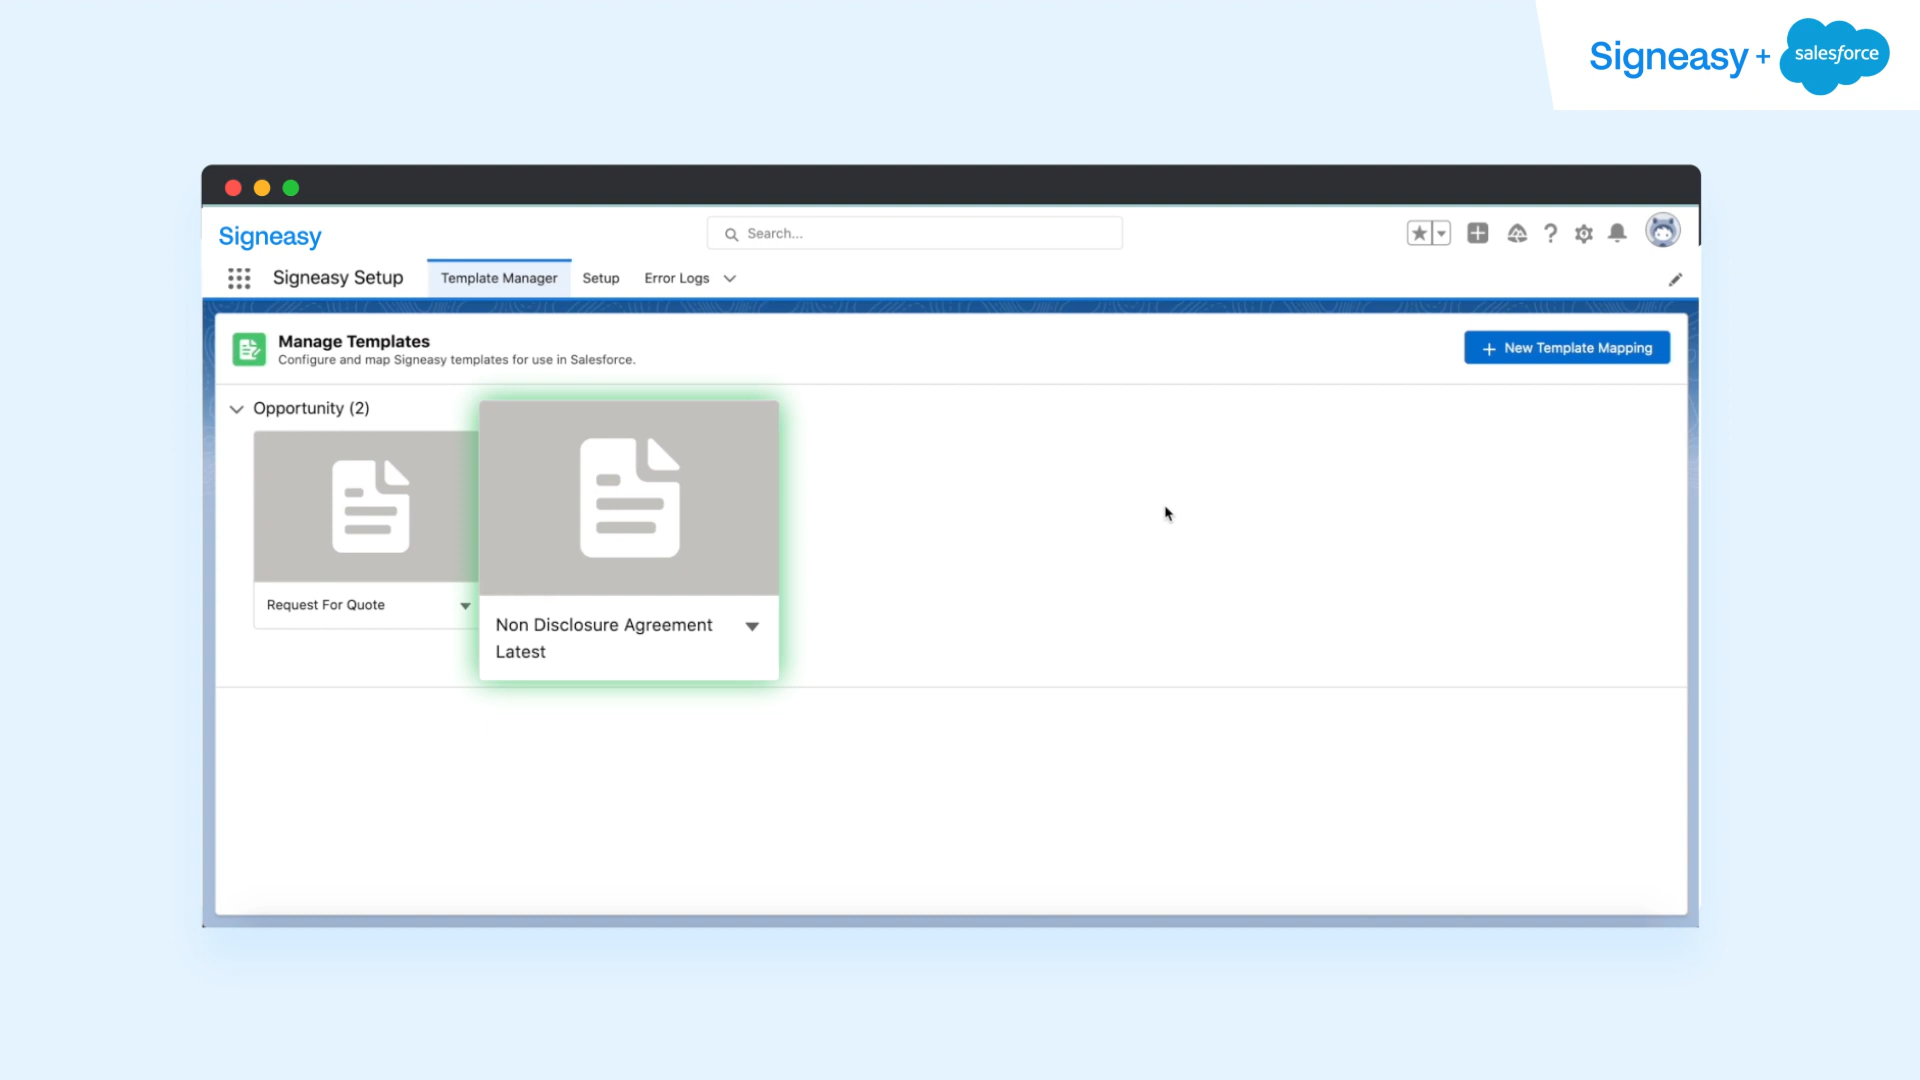 Signeasy + salesforce
Signeasy
Search...
Signeasy Setup
Template Manager
Setup
Error Logs
Manage Templates
Configure and map Signeasy templates for use in Salesforce.
+ New Template Mapping
Opportunity (2)
Request For Quote
Non Disclosure Agreement
Latest